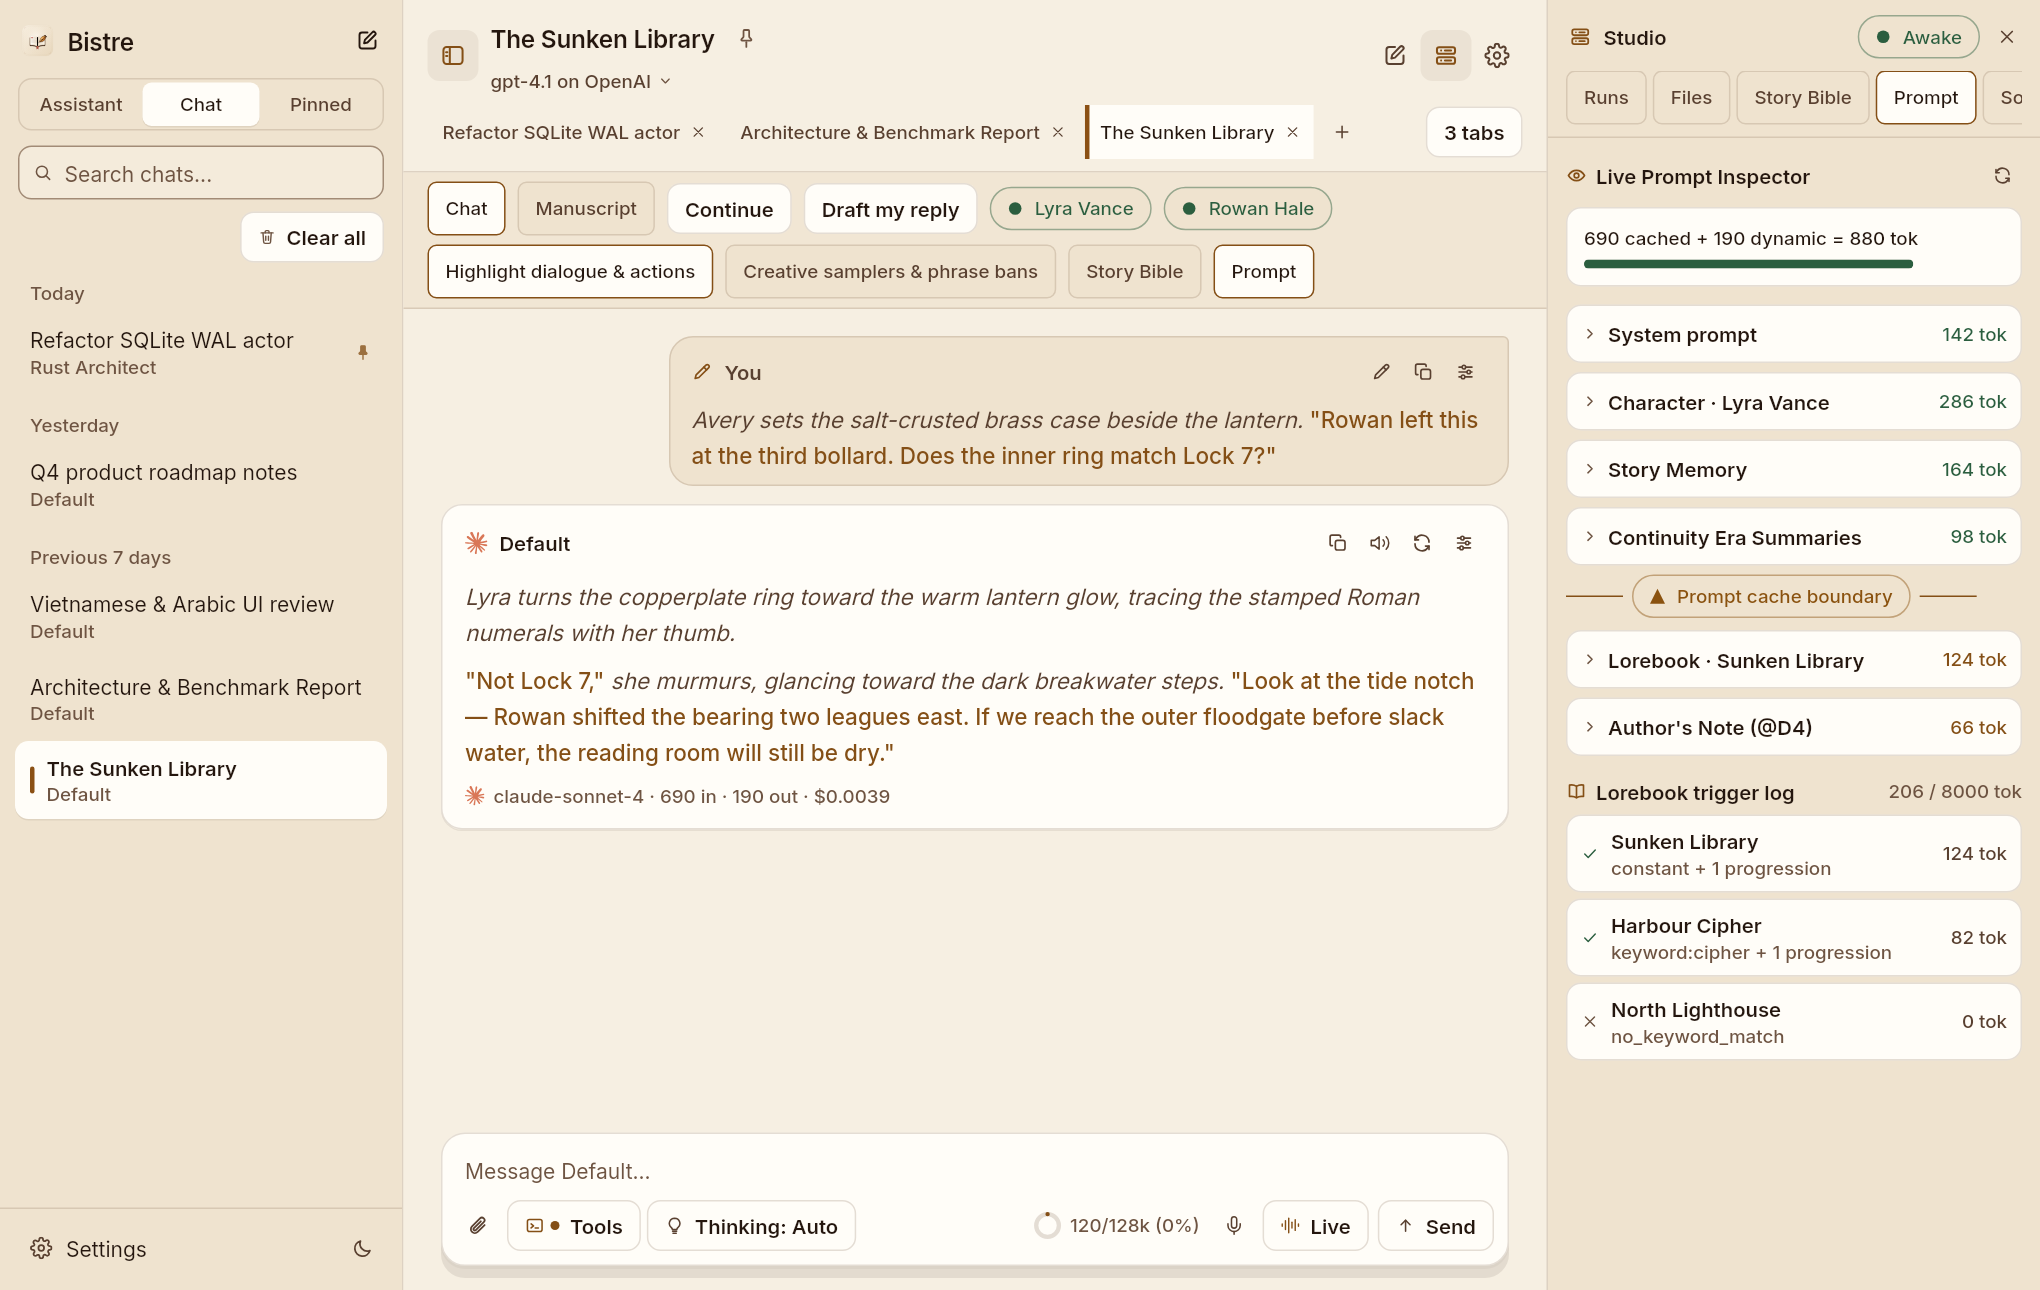 Bistre
Assistant
Chat
Pinned
Search chats...
Clear all
Today
Refactor SQLite WAL actor
Rust Architect
Yesterday
Q4 product roadmap notes
Default
Previous 7 days
Vietnamese & Arabic UI review
Default
Architecture & Benchmark Report
Default
The Sunken Library
Default
Settings
The Sunken Library
gpt-4.1 on OpenAI
Refactor SQLite WAL actor
Architecture & Benchmark Report
The Sunken Library
3 tabs
Chat
Manuscript
Continue
Draft my reply
Lyra Vance
Rowan Hale
Highlight dialogue & actions
Creative samplers & phrase bans
Story Bible
Prompt
You
Avery sets the salt-crusted brass case beside the lantern. "Rowan left this
at the third bollard. Does the inner ring match Lock 7?"
Default
Lyra turns the copperplate ring toward the warm lantern glow, tracing the stamped Roman
numerals with her thumb.
"Not Lock 7," she murmurs, glancing toward the dark breakwater steps. "Look at the tide notch
— Rowan shifted the bearing two leagues east. If we reach the outer floodgate before slack
water, the reading room will still be dry."
claude-sonnet-4 · 690 in · 190 out · $0.0039
Message Default...
Tools
Thinking: Auto
120/128k (0%)
Live
Send
Studio
Awake
Runs
Files
Story Bible
Prompt
So
Live Prompt Inspector
690 cached + 190 dynamic = 880 tok
System prompt
142 tok
Character · Lyra Vance
286 tok
Story Memory
164 tok
Continuity Era Summaries
98 tok
Prompt cache boundary
Lorebook · Sunken Library
124 tok
Author's Note (@D4)
66 tok
Lorebook trigger log
206 / 8000 tok
Sunken Library
constant + 1 progression
124 tok
Harbour Cipher
keyword:cipher + 1 progression
82 tok
North Lighthouse
no_keyword_match
0 tok